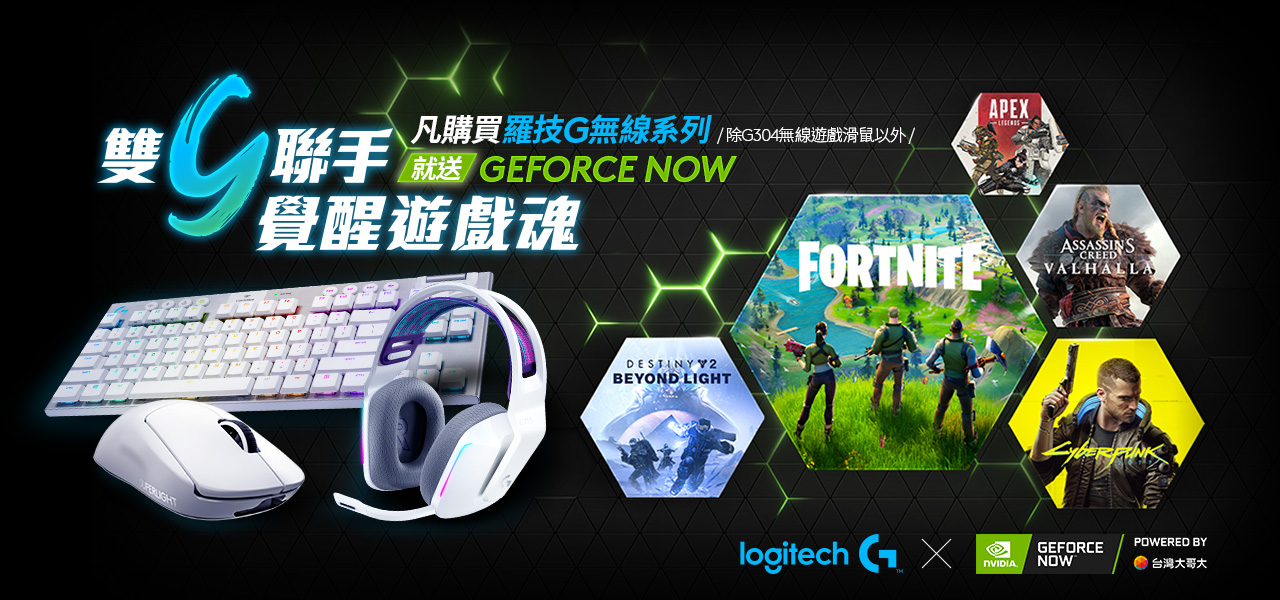 雙G聯手
覺醒遊戲魂
凡購買羅技G無線系列 /除G304無線遊戲滑鼠以外/
就送 GEFORCE NOW
APEX
LEGENDS
ASSASSIN'S
CREED
VALHALLA
FORTNITE
DESTINY 2
BEYOND LIGHT
Cyberpunk
SUPERLIGHT
logitech G™
NVIDIA.
GEFORCE
NOW
POWERED BY
台灣大哥大